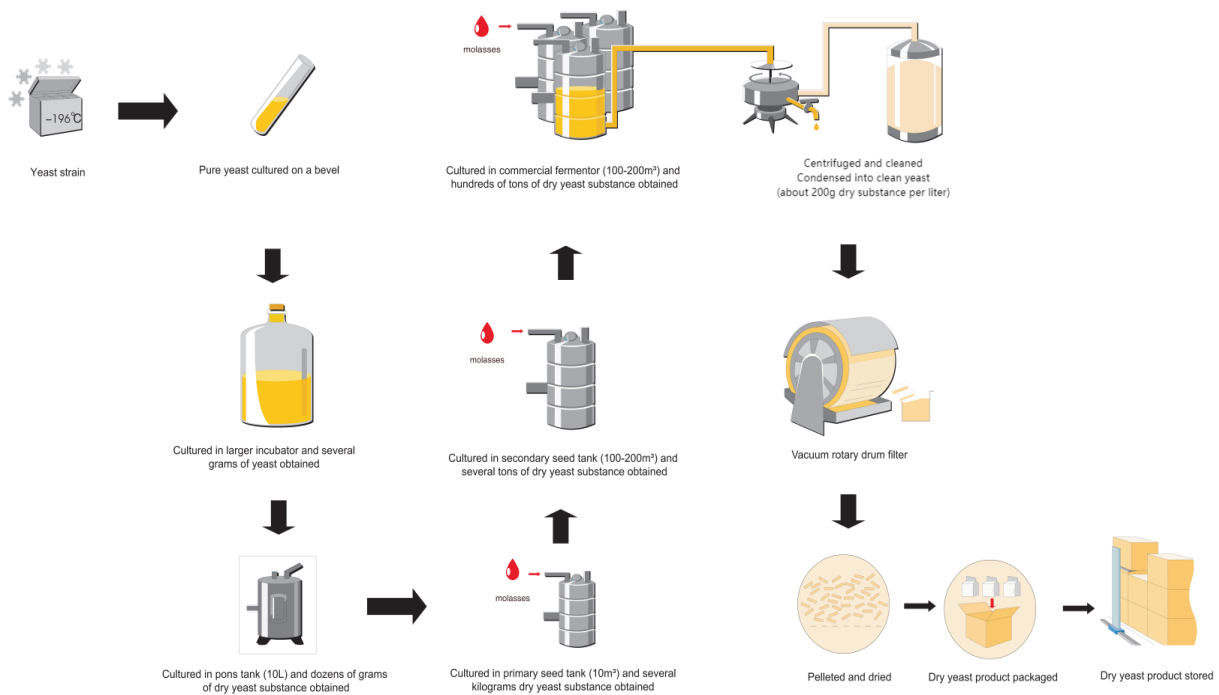 -196℃
Yeast strain
Pure yeast cultured on a bevel
Cultured in larger incubator and several
grams of yeast obtained
Cultured in pons tank (10L) and dozens of grams
of dry yeast substance obtained
molasses
Cultured in primary seed tank (10m³) and several
kilograms dry yeast substance obtained
molasses
Cultured in secondary seed tank (100-200m³) and
several tons of dry yeast substance obtained
molasses
Cultured in commercial fermentor (100-200m³) and
hundreds of tons of dry yeast substance obtained
Centrifuged and cleaned
Condensed into clean yeast
(about 200g dry substance per liter)
Vacuum rotary drum filter
Pelleted and dried
Dry yeast product packaged
Dry yeast product stored